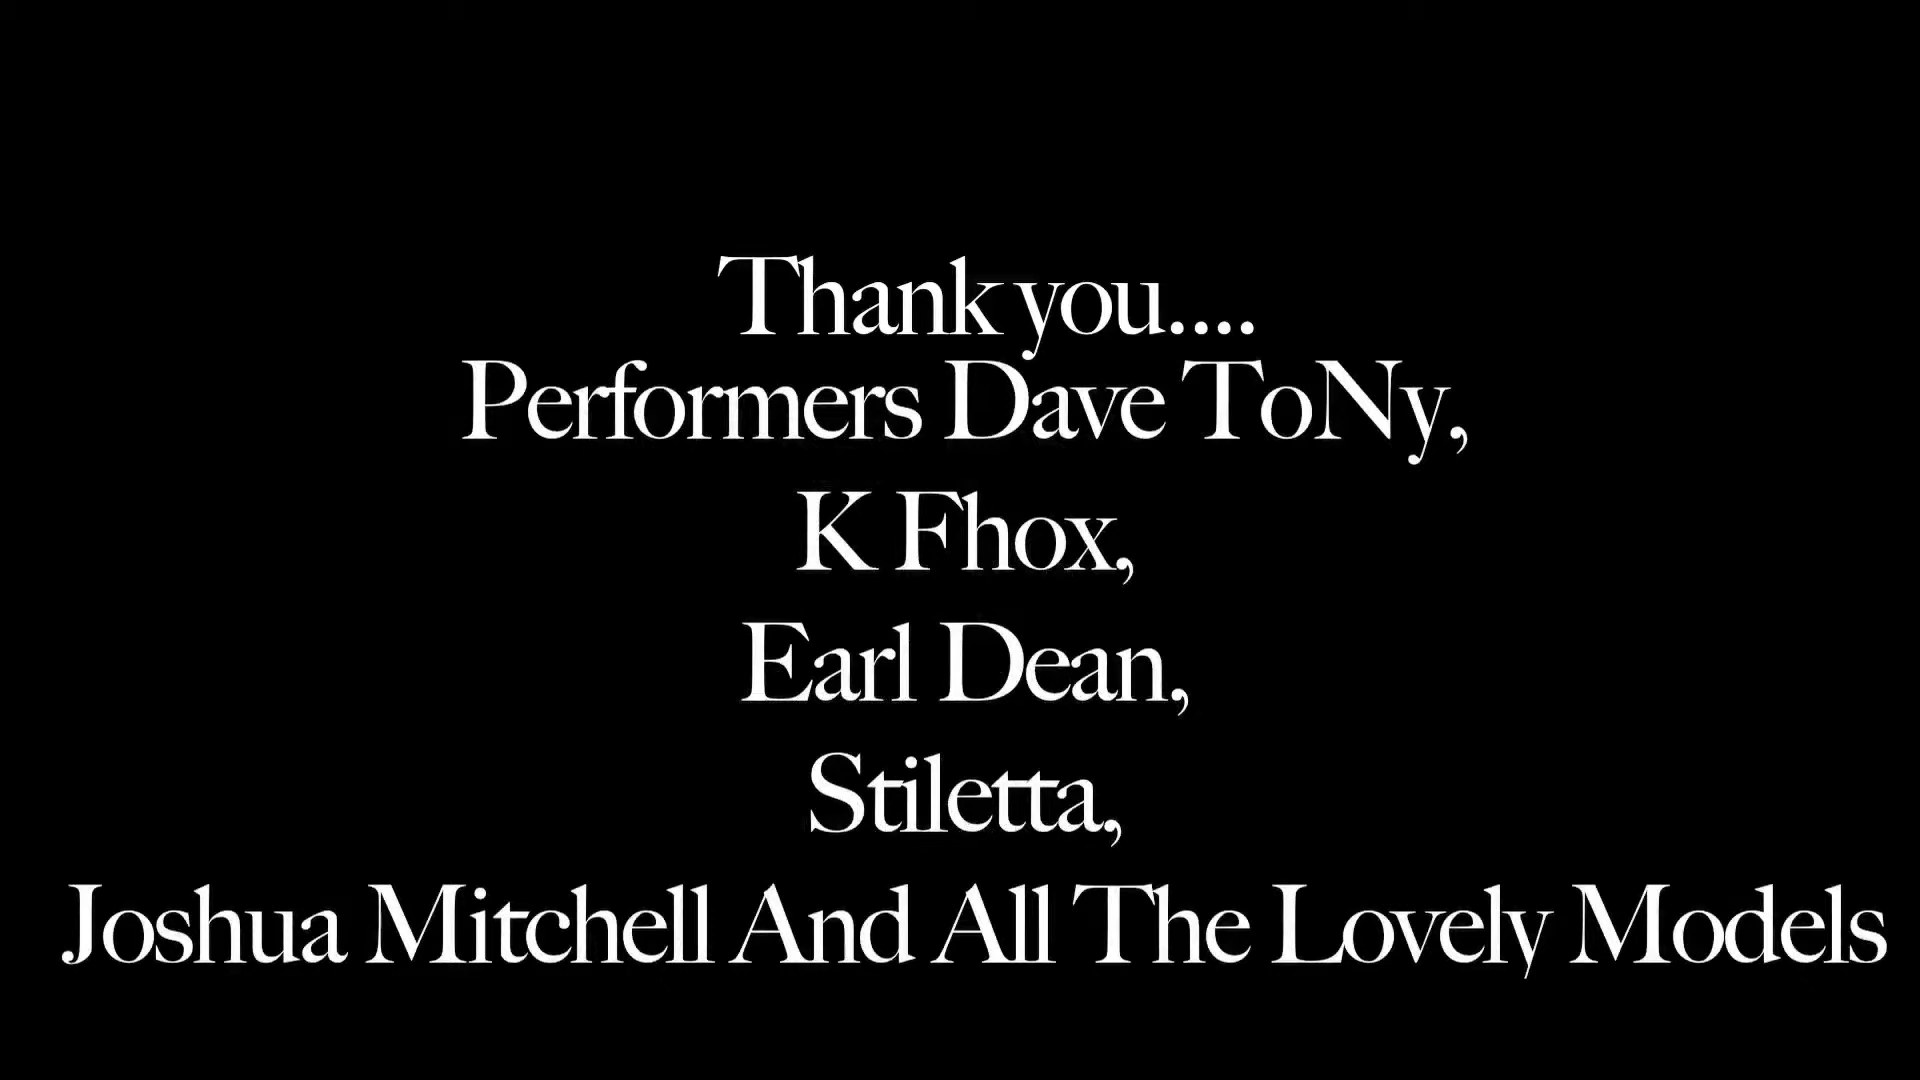 Thank you....
Performers Dave ToNy,
K Fhox,
Earl Dean,
Stiletta,
Joshua Mitchell And All The Lovely Models